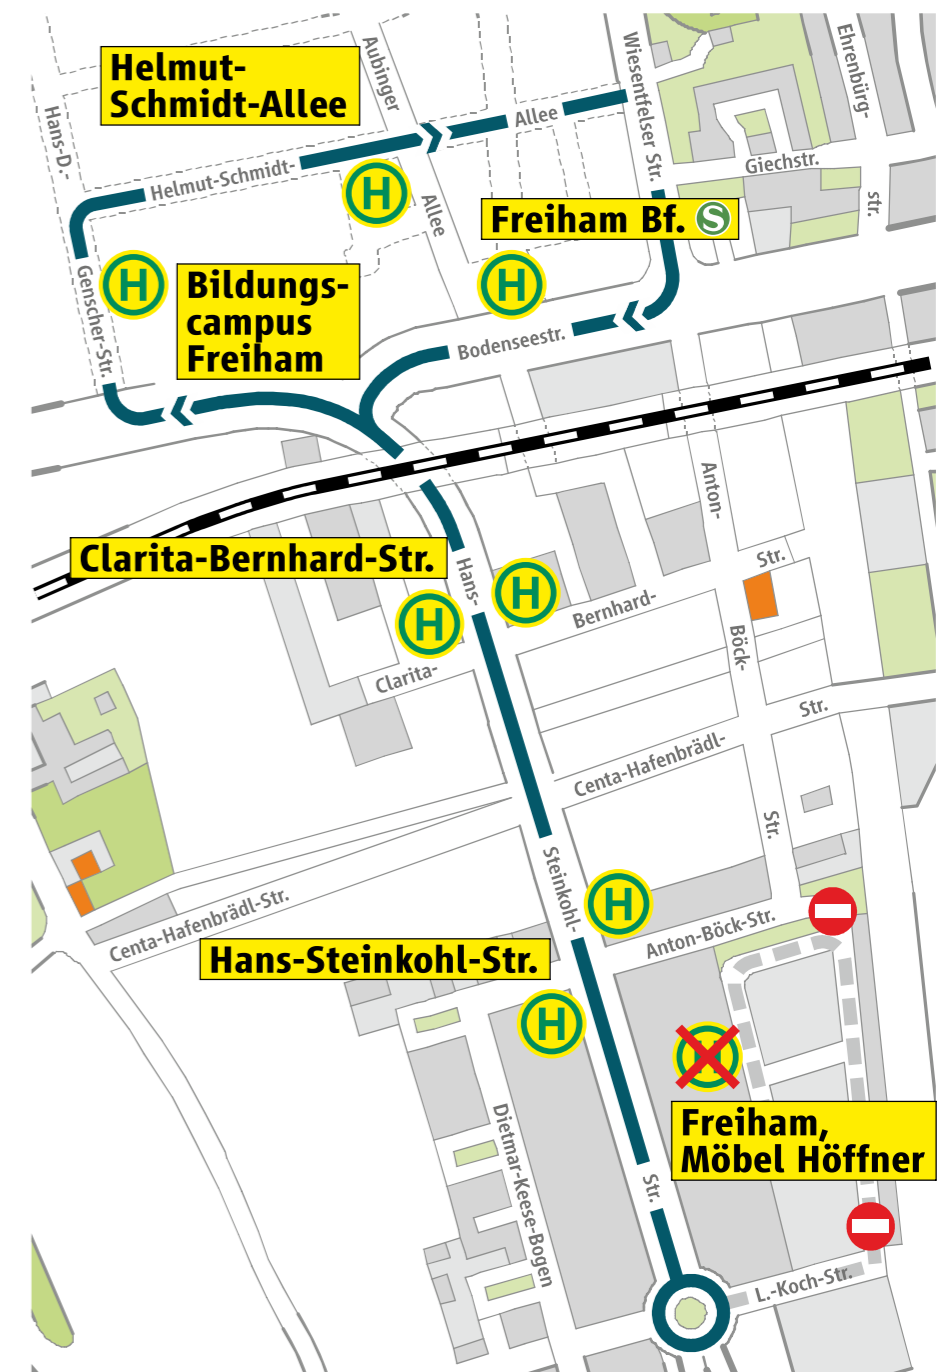 Helmut-
Schmidt-Allee
Aubinger
Allee
Wiesentfelser Str.
Ehrenbürg-
str.
Hans-D.-
Genscher-Str.
Helmut-Schmidt-
Allee
Giechstr.
H
Freiham Bf. S
H
H
Bildungs-
campus
Freiham
Bodenseestr.
Anton-
Böck-
Str.
Clarita-Bernhard-Str.
Hans-
Steinkohl-
Str.
H
H
Clarita-
Bernhard-
Str.
Centa-Hafenbrädl-
Str.
Centa-Hafenbrädl-Str.
H
Anton-Böck-Str.
Hans-Steinkohl-Str.
H
H
Freiham,
Möbel Höffner
Dietmar-Keese-Bogen
L.-Koch-Str.